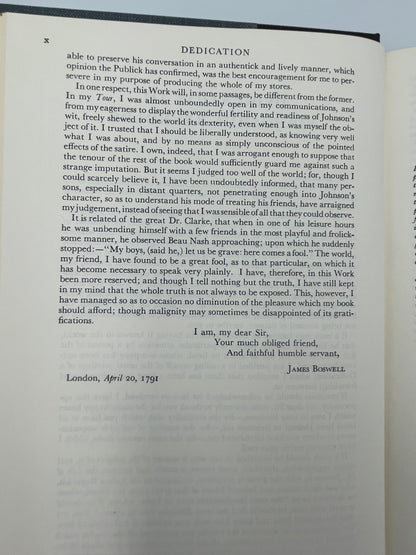 x
DEDICATION
able to preserve his conversation in an authentick and lively manner, which
opinion the Publick has confirmed, was the best encouragement for me to per-
severe in my purpose of producing the whole of my stores.
In one respect, this Work will, in some passages, be different from the former.
In my Tour, I was almost unboundedly open in my communications, and
from my eagerness to display the wonderful fertility and readiness of Johnson's
wit, freely shewed to the world its dexterity, even when I was myself the ob-
ject of it. I trusted that I should be liberally understood, as knowing very well
what I was about, and by no means as simply unconscious of the pointed
effects of the satire. I own, indeed, that I was arrogant enough to suppose that
the tenour of the rest of the book would sufficiently guard me against such a
strange imputation. But it seems I judged too well of the world; for, though I
could scarcely believe it, I have been undoubtedly informed, that many per-
sons, especially in distant quarters, not penetrating enough into Johnson's
character, so as to understand his mode of treating his friends, have arraigned
my judgement, instead of seeing that I was sensible of all that they could observe.
It is related of the great Dr. Clarke, that when in one of his leisure hours
he was unbending himself with a few friends in the most playful and frolick-
some manner, he observed Beau Nash approaching; upon which he suddenly
stopped:—"My boys, (said he,) let us be grave: here comes a fool." The world,
my friend, I have found to be a great fool, as to that particular, on which it
has become necessary to speak very plainly. I have, therefore, in this Work
been more reserved; and though I tell nothing but the truth, I have still kept
in my mind that the whole truth is not always to be exposed. This, however, I
have managed so as to occasion no diminution of the pleasure which my book
should afford; though malignity may sometimes be disappointed of its grati-
fications.
I am, my dear Sir,
Your much obliged friend,
And faithful humble servant,
JAMES BOSWELL
London, April 20, 1791